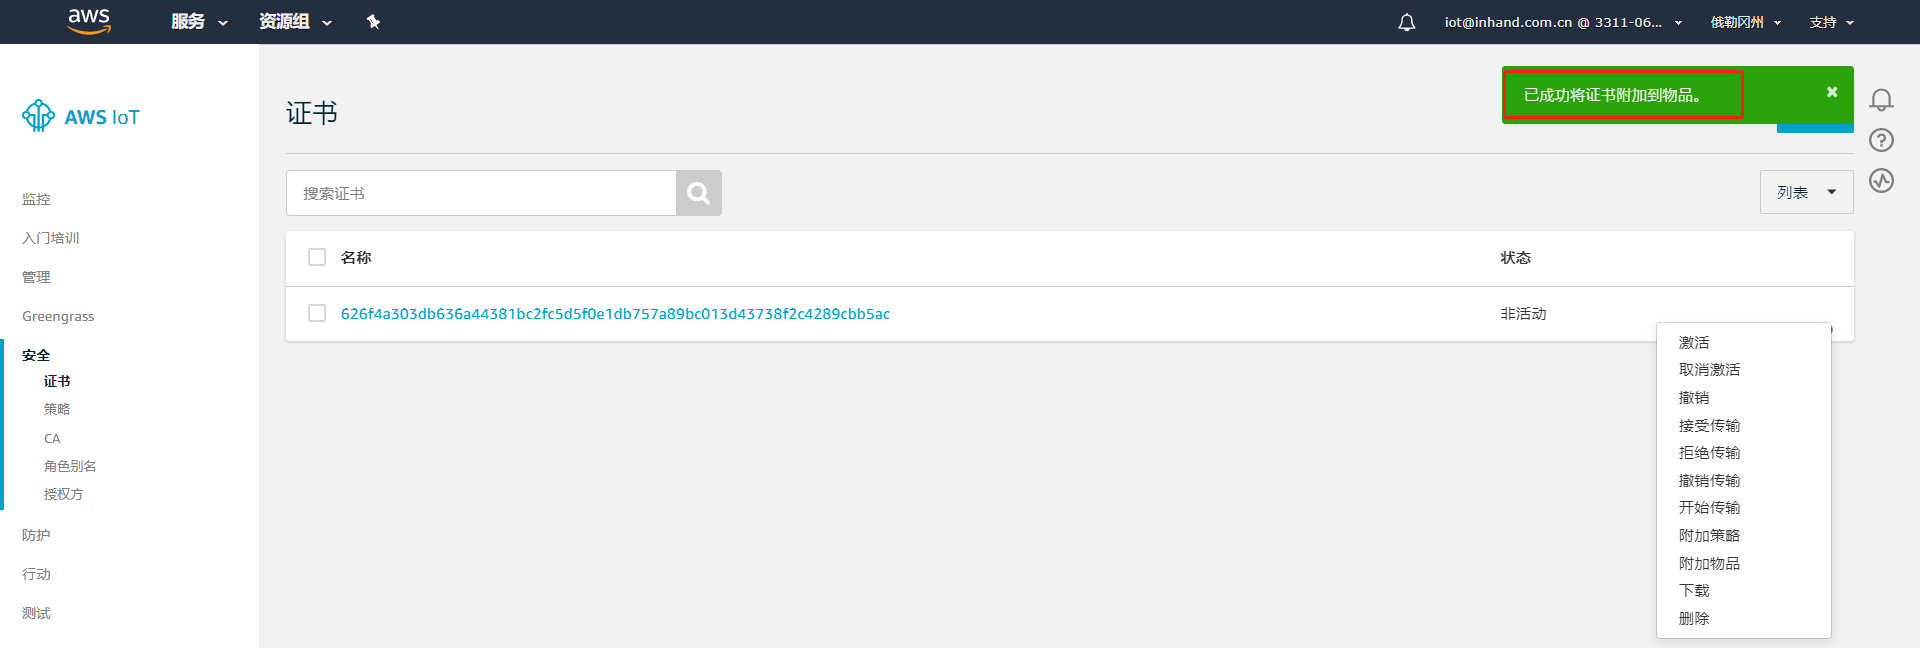 aws
服务
资源组
iot@inhand.com.cn @ 3311-06...
俄勒冈州
支持
AWS IoT
监控
入门培训
管理
Greengrass
安全
证书
策略
CA
角色别名
授权方
防护
行动
测试
证书
已成功将证书附加到物品。
搜索证书
列表
名称
状态
626f4a303db636a44381bc2fc5d5f0e1db757a89bc013d43738f2c4289cbb5ac
非活动
激活
取消激活
撤销
接受传输
拒绝传输
撤销传输
开始传输
附加策略
附加物品
下载
删除